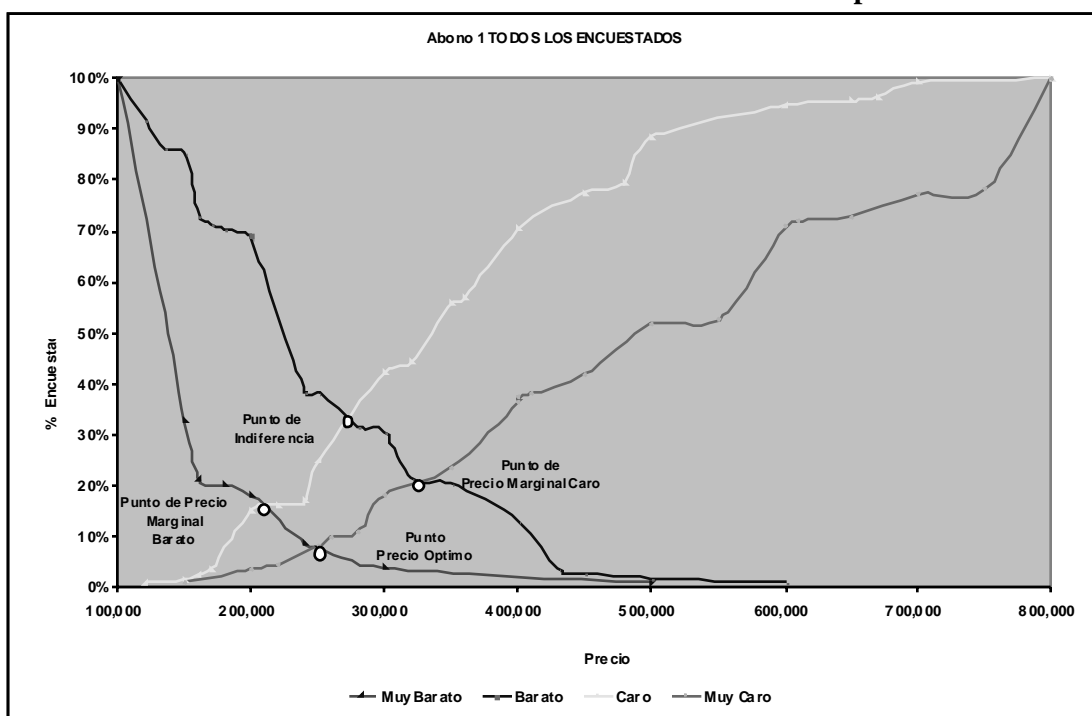 Abono 1 TODOS LOS ENCUESTADOS
100%
90%
80%
70%
60%
50%
40%
30%
20%
10%
0%
% Encuestac
Punto de
Indiferencia
Punto de
Precio Marginal Caro
Punto de Precio
Marginal
Barato
Punto
Precio Optimo
100,000
200,000
300,000
400,000
500,000
600,000
700,000
800,000
Precio
Muy Barato
Barato
Caro
Muy Caro